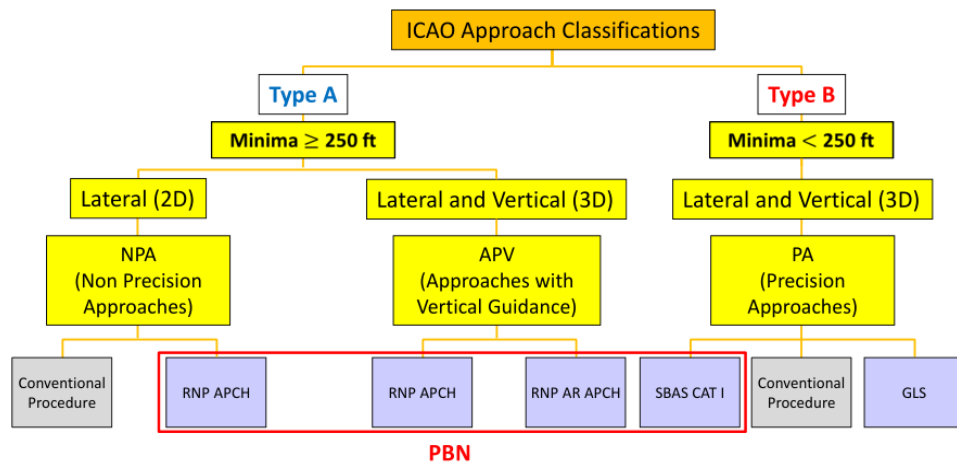 ICAO Approach Classifications
Type A
Type B
Minima ≥ 250 ft
Minima < 250 ft
Lateral (2D)
Lateral and Vertical (3D)
Lateral and Vertical (3D)
NPA
(Non Precision
Approaches)
APV
(Approaches with
Vertical Guidance)
PA
(Precision
Approaches)
Conventional
Procedure
RNP APCH
RNP APCH
RNP AR APCH
SBAS CAT I
Conventional
Procedure
GLS
PBN